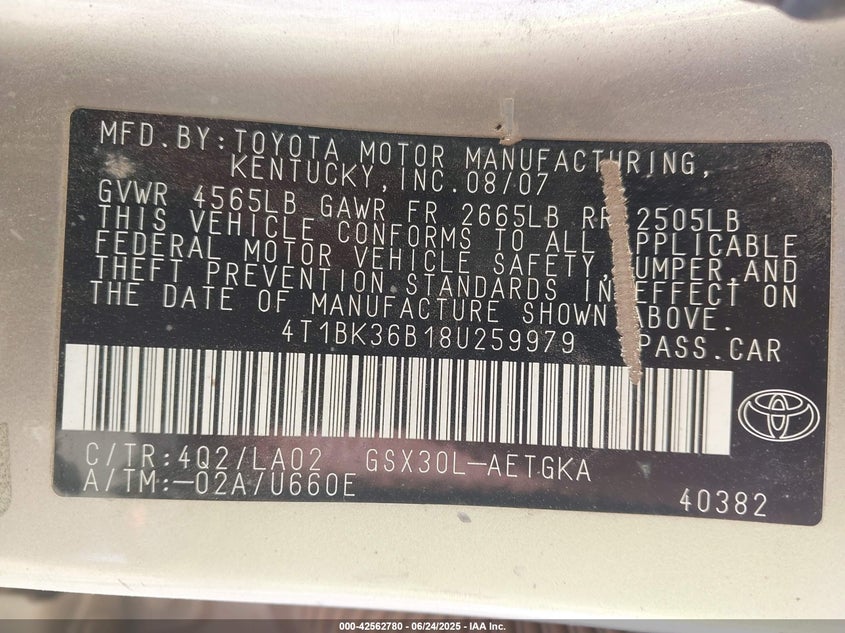 MFD.BY:TOYOTA MOTOR MANUFACTURING,
KENTUCKY,INC.08/07
GVWR 4565LB GAWR FR 2665LB RR 2505LB
THIS VEHICLE CONFORMS TO ALL APPLICABLE
FEDERAL MOTOR VEHICLE SAFETY,BUMPER,AND
THEFT PREVENTION STANDARDS IN EFFECT ON
THE DATE OF MANUFACTURE SHOWN ABOVE.
4T1BK36B18U259979 PASS.CAR
C/TR:4Q2/LA02 GSX30L-AETGKA
A/TM:-02A/U660E
40382
000-42562780 - 06/24/2025 - IAA Inc.